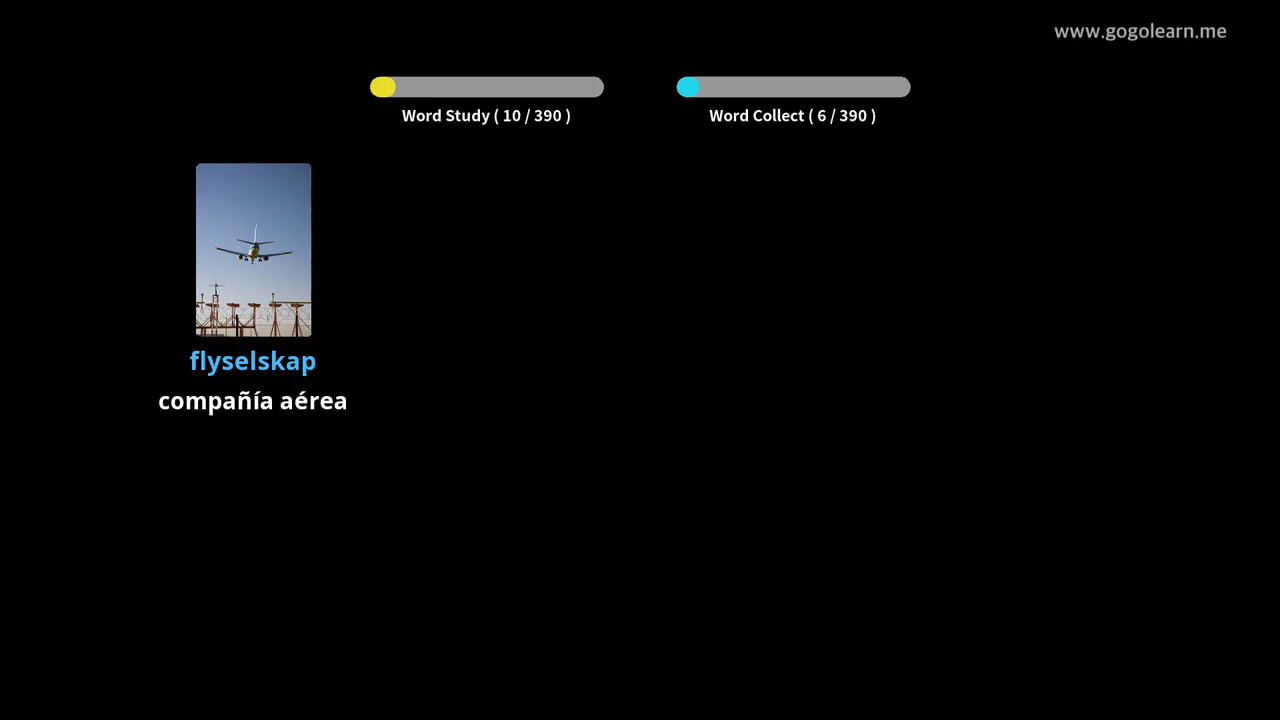 www.gogolearn.me
Word Study ( 10 / 390 )
Word Collect ( 6 / 390 )
flyselskap
compañía aérea